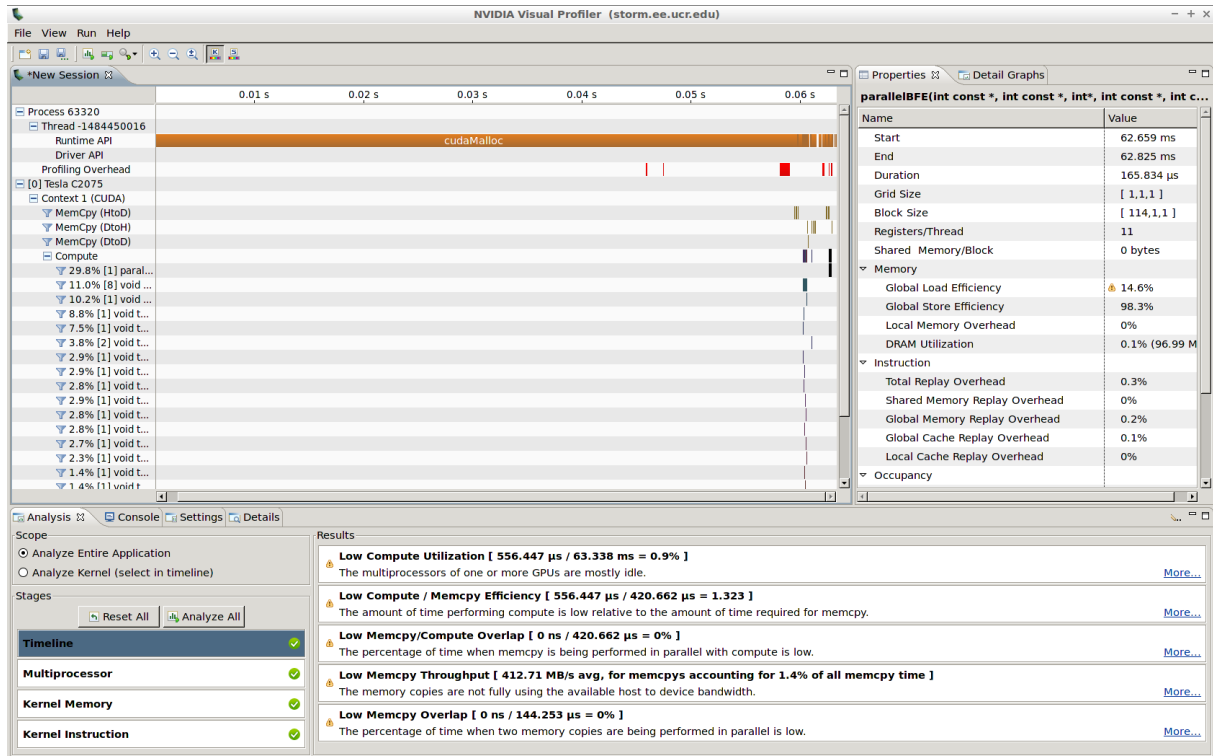 NVIDIA Visual Profiler (storm.ee.ucr.edu)
File View Run Help
*New Session
0.01 s 0.02 s 0.03 s 0.04 s 0.05 s 0.06 s
Process 63320
Thread -1484450016
Runtime API
cudaMalloc
Driver API
Profiling Overhead
[0] Tesla C2075
Context 1 (CUDA)
MemCpy (HtoD)
MemCpy (DtoH)
MemCpy (DtoD)
Compute
29.8% [1] paral...
11.0% [8] void ...
10.2% [1] void ...
8.8% [1] void t...
7.5% [1] void t...
3.8% [2] void t...
2.9% [1] void t...
2.9% [1] void t...
2.8% [1] void t...
2.9% [1] void t...
2.8% [1] void t...
2.8% [1] void t...
2.7% [1] void t...
2.3% [1] void t...
1.4% [1] void t...
1.4% [1] void t
Properties Detail Graphs
parallelBFE(int const *, int const *, int*, int const *, int c...
Name Value
Start 62.659 ms
End 62.825 ms
Duration 165.834 µs
Grid Size [ 1,1,1 ]
Block Size [ 114,1,1 ]
Registers/Thread 11
Shared Memory/Block 0 bytes
Memory
Global Load Efficiency 14.6%
Global Store Efficiency 98.3%
Local Memory Overhead 0%
DRAM Utilization 0.1% (96.99 M
Instruction
Total Replay Overhead 0.3%
Shared Memory Replay Overhead 0%
Global Memory Replay Overhead 0.2%
Global Cache Replay Overhead 0.1%
Local Cache Replay Overhead 0%
Occupancy
Analysis Console Settings Details
Scope
Analyze Entire Application
Analyze Kernel (select in timeline)
Stages
Reset All Analyze All
Timeline
Multiprocessor
Kernel Memory
Kernel Instruction
Results
Low Compute Utilization [ 556.447 µs / 63.338 ms = 0.9% ]
The multiprocessors of one or more GPUs are mostly idle. More...
Low Compute / Memcpy Efficiency [ 556.447 µs / 420.662 µs = 1.323 ]
The amount of time performing compute is low relative to the amount of time required for memcpy. More...
Low Memcpy/Compute Overlap [ 0 ns / 420.662 µs = 0% ]
The percentage of time when memcpy is being performed in parallel with compute is low. More...
Low Memcpy Throughput [ 412.71 MB/s avg, for memcpys accounting for 1.4% of all memcpy time ]
The memory copies are not fully using the available host to device bandwidth. More...
Low Memcpy Overlap [ 0 ns / 144.253 µs = 0% ]
The percentage of time when two memory copies are being performed in parallel is low. More...